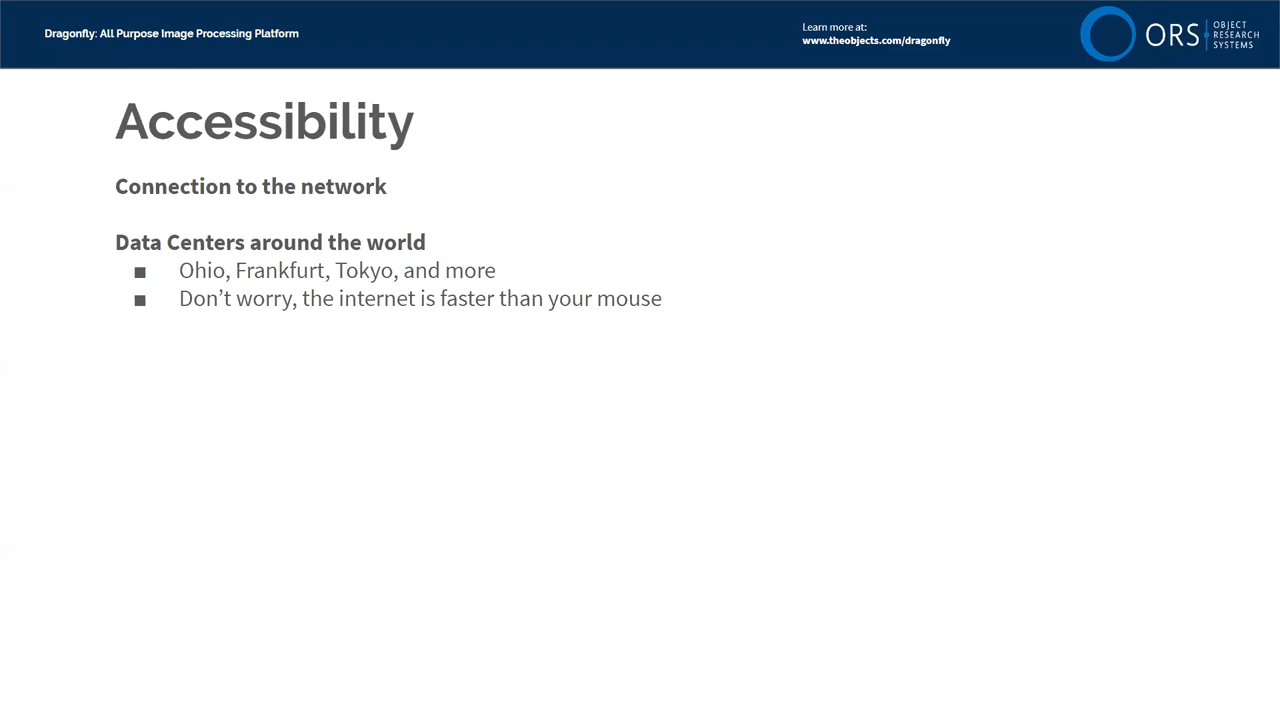 Dragonfly: All Purpose Image Processing Platform
Learn more at:
www.theobjects.com/dragonfly
ORS
OBJECT
RESEARCH
SYSTEMS
Accessibility
Connection to the network
Data Centers around the world
■ Ohio, Frankfurt, Tokyo, and more
■ Don’t worry, the internet is faster than your mouse